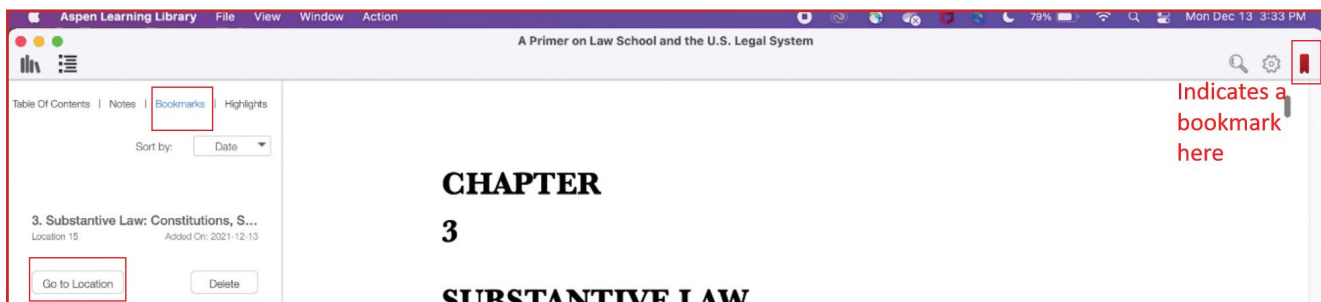 Aspen Learning Library File View Window Action 79% Mon Dec 13 3:33 PM
A Primer on Law School and the U.S. Legal System
Table Of Contents | Notes | Bookmarks | Highlights
Sort by: Date
3. Substantive Law: Constitutions, S...
Location 15 Added On: 2021-12-13
Go to Location Delete
Indicates a
bookmark
here
CHAPTER
3
SUBSTANTIVE LAW